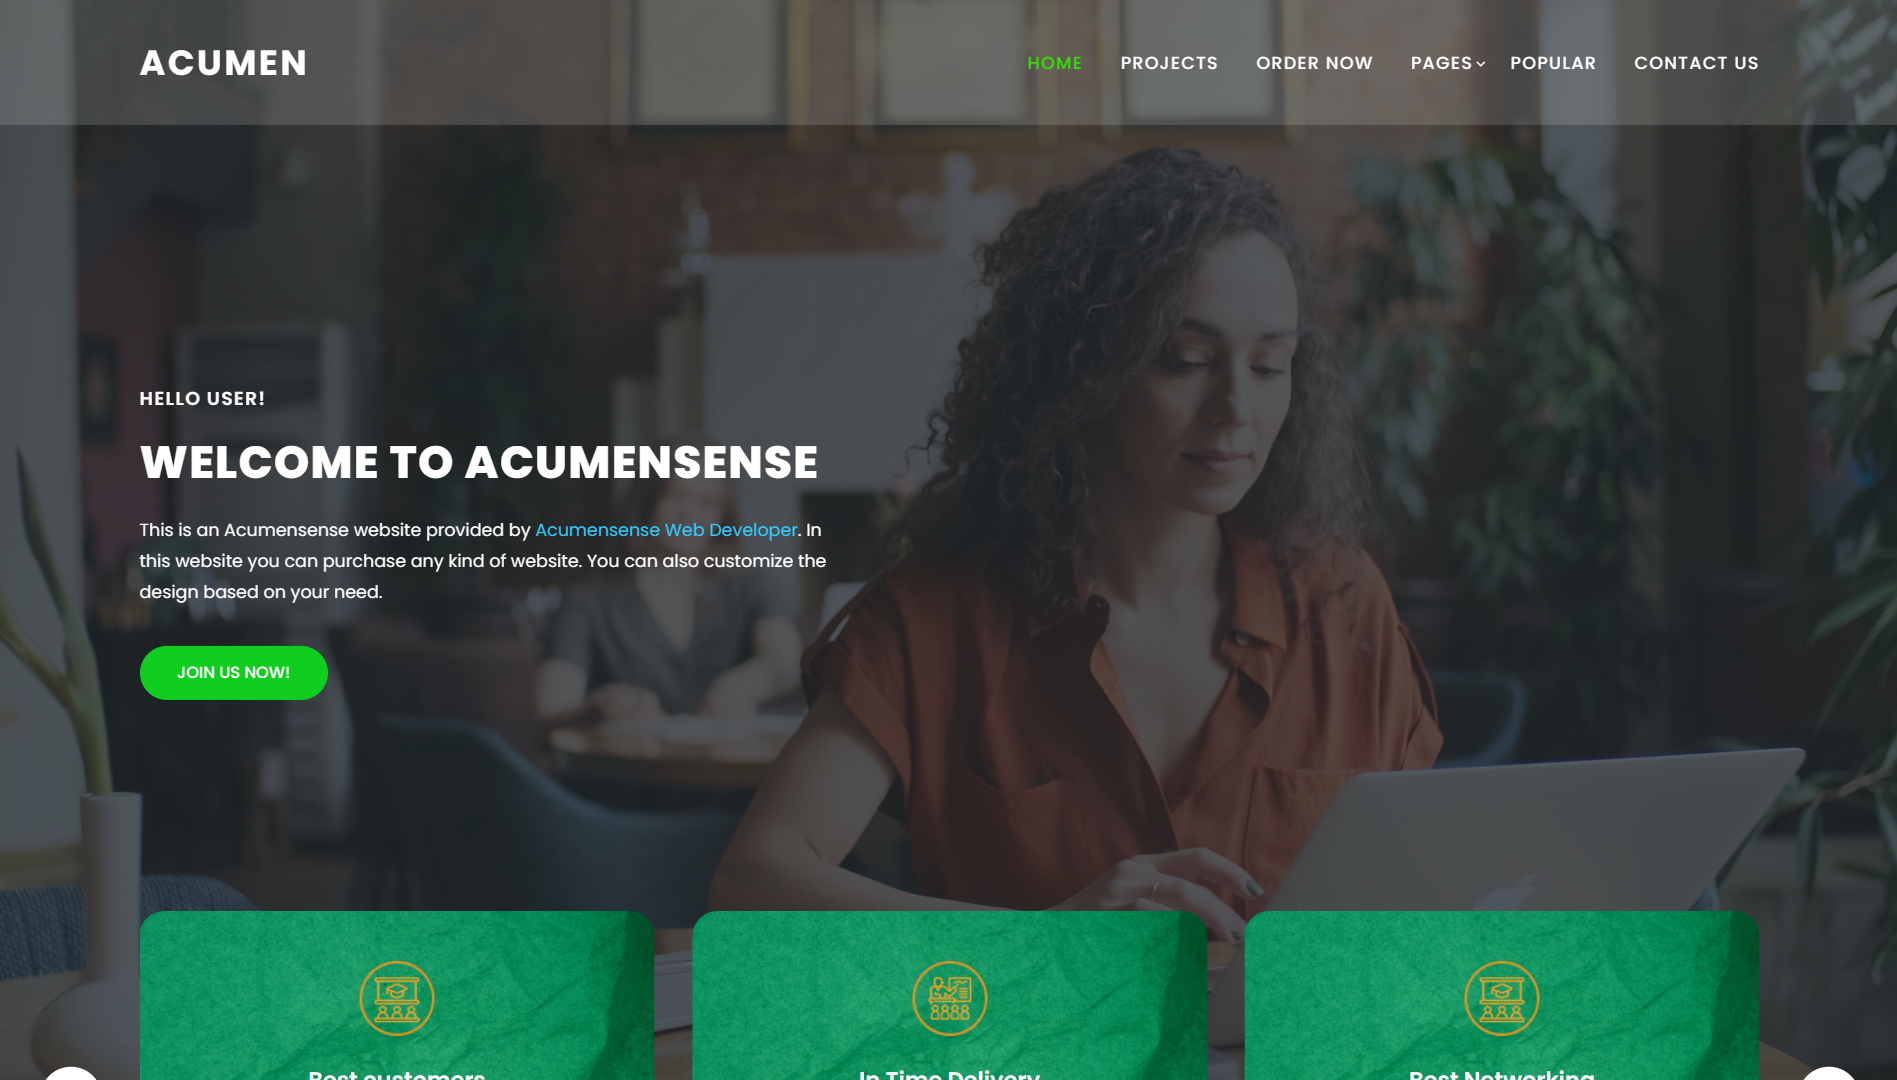 ACUMEN
HOME PROJECTS ORDER NOW PAGES POPULAR CONTACT US
HELLO USER!
WELCOME TO ACUMENSENSE
This is an Acumensense website provided by Acumensense Web Developer. In
this website you can purchase any kind of website. You can also customize the
design based on your need.
JOIN US NOW!
Best customers
In Time Delivery
Best Networking